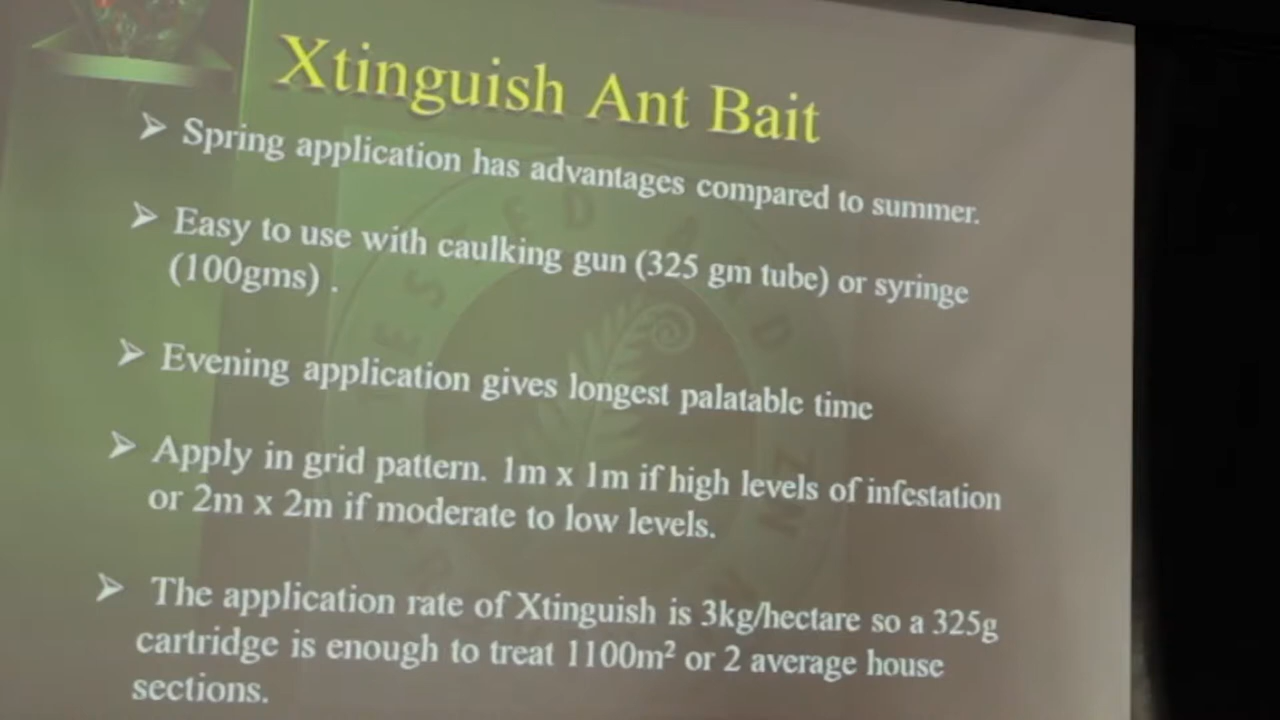 Xtinguish Ant Bait
➢ Spring application has advantages compared to summer.
➢ Easy to use with caulking gun (325 gm tube) or syringe
(100gms) .
➢ Evening application gives longest palatable time
➢ Apply in grid pattern. 1m x 1m if high levels of infestation
or 2m x 2m if moderate to low levels.
➢ The application rate of Xtinguish is 3kg/hectare so a 325g
cartridge is enough to treat 1100m² or 2 average house
sections.